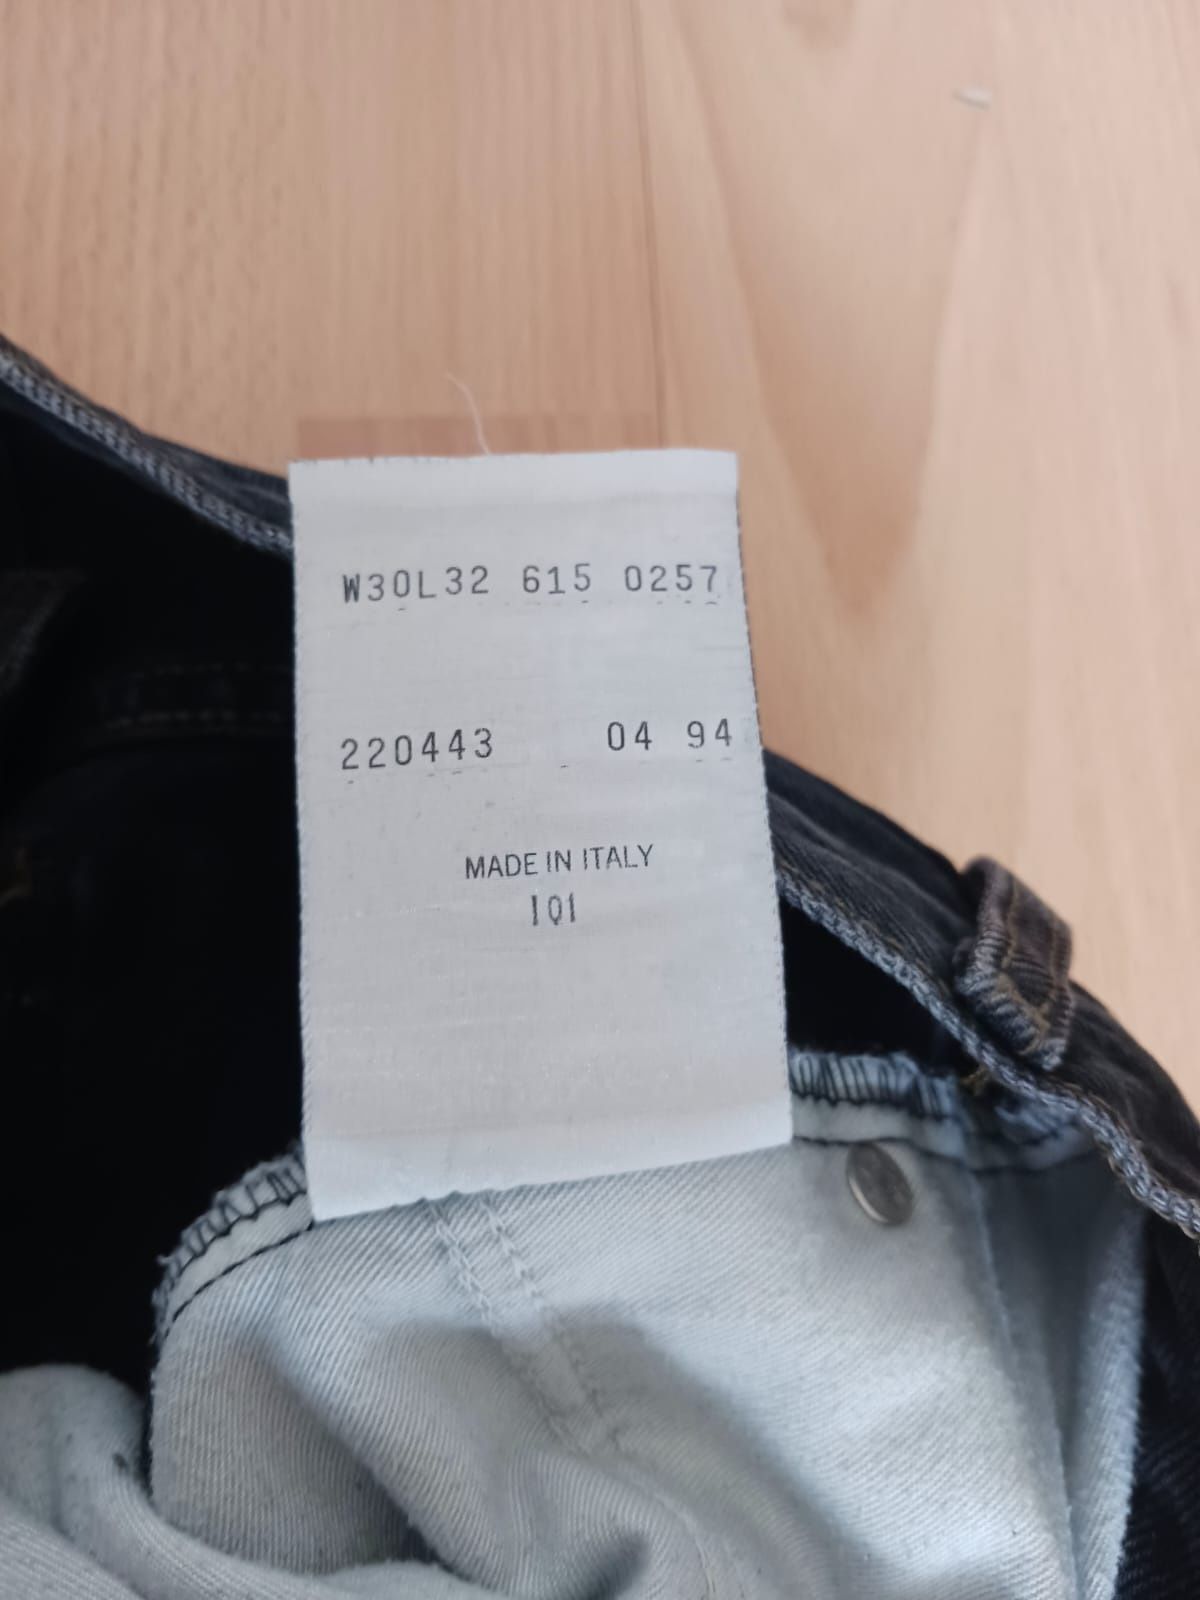 W30L32 615 0257
220443 04 94
MADE IN ITALY
101